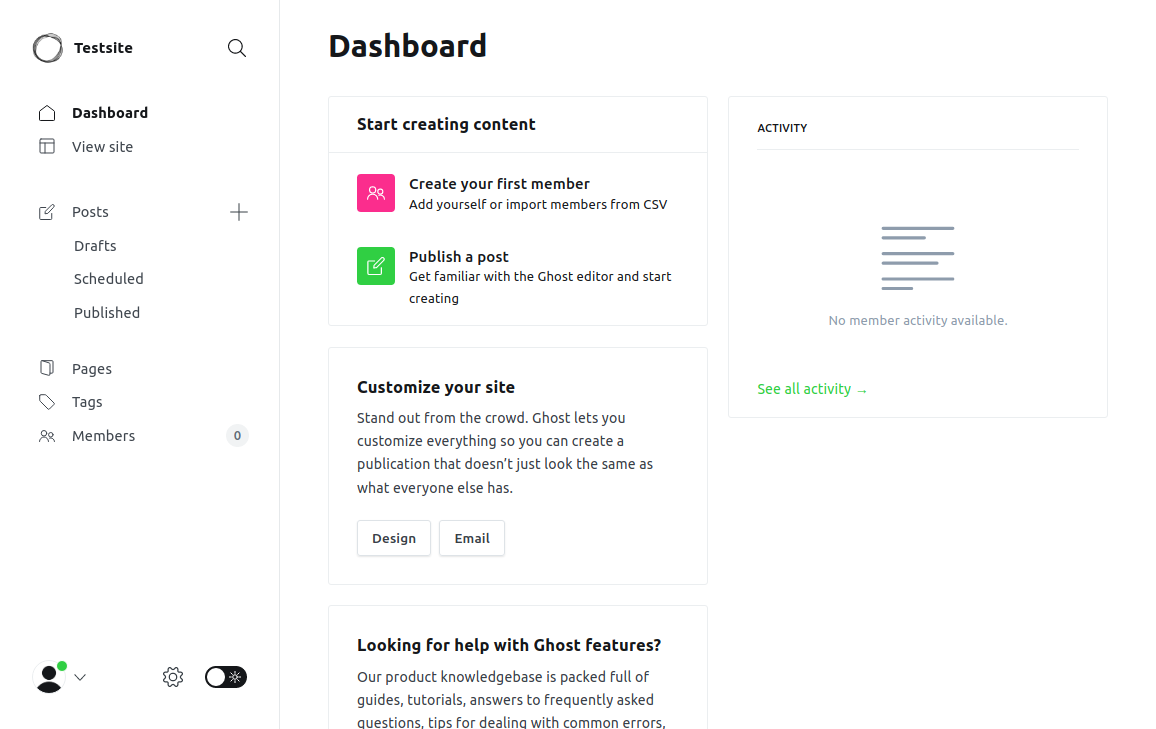 Testsite
Dashboard
View site
Posts
Drafts
Scheduled
Published
Pages
Tags
Members 0
Dashboard
Start creating content
Create your first member
Add yourself or import members from CSV
Publish a post
Get familiar with the Ghost editor and start
creating
Customize your site
Stand out from the crowd. Ghost lets you
customize everything so you can create a
publication that doesn’t just look the same as
what everyone else has.
Design Email
Looking for help with Ghost features?
Our product knowledgebase is packed full of
guides, tutorials, answers to frequently asked
questions, tips for dealing with common errors,
ACTIVITY
No member activity available.
See all activity →